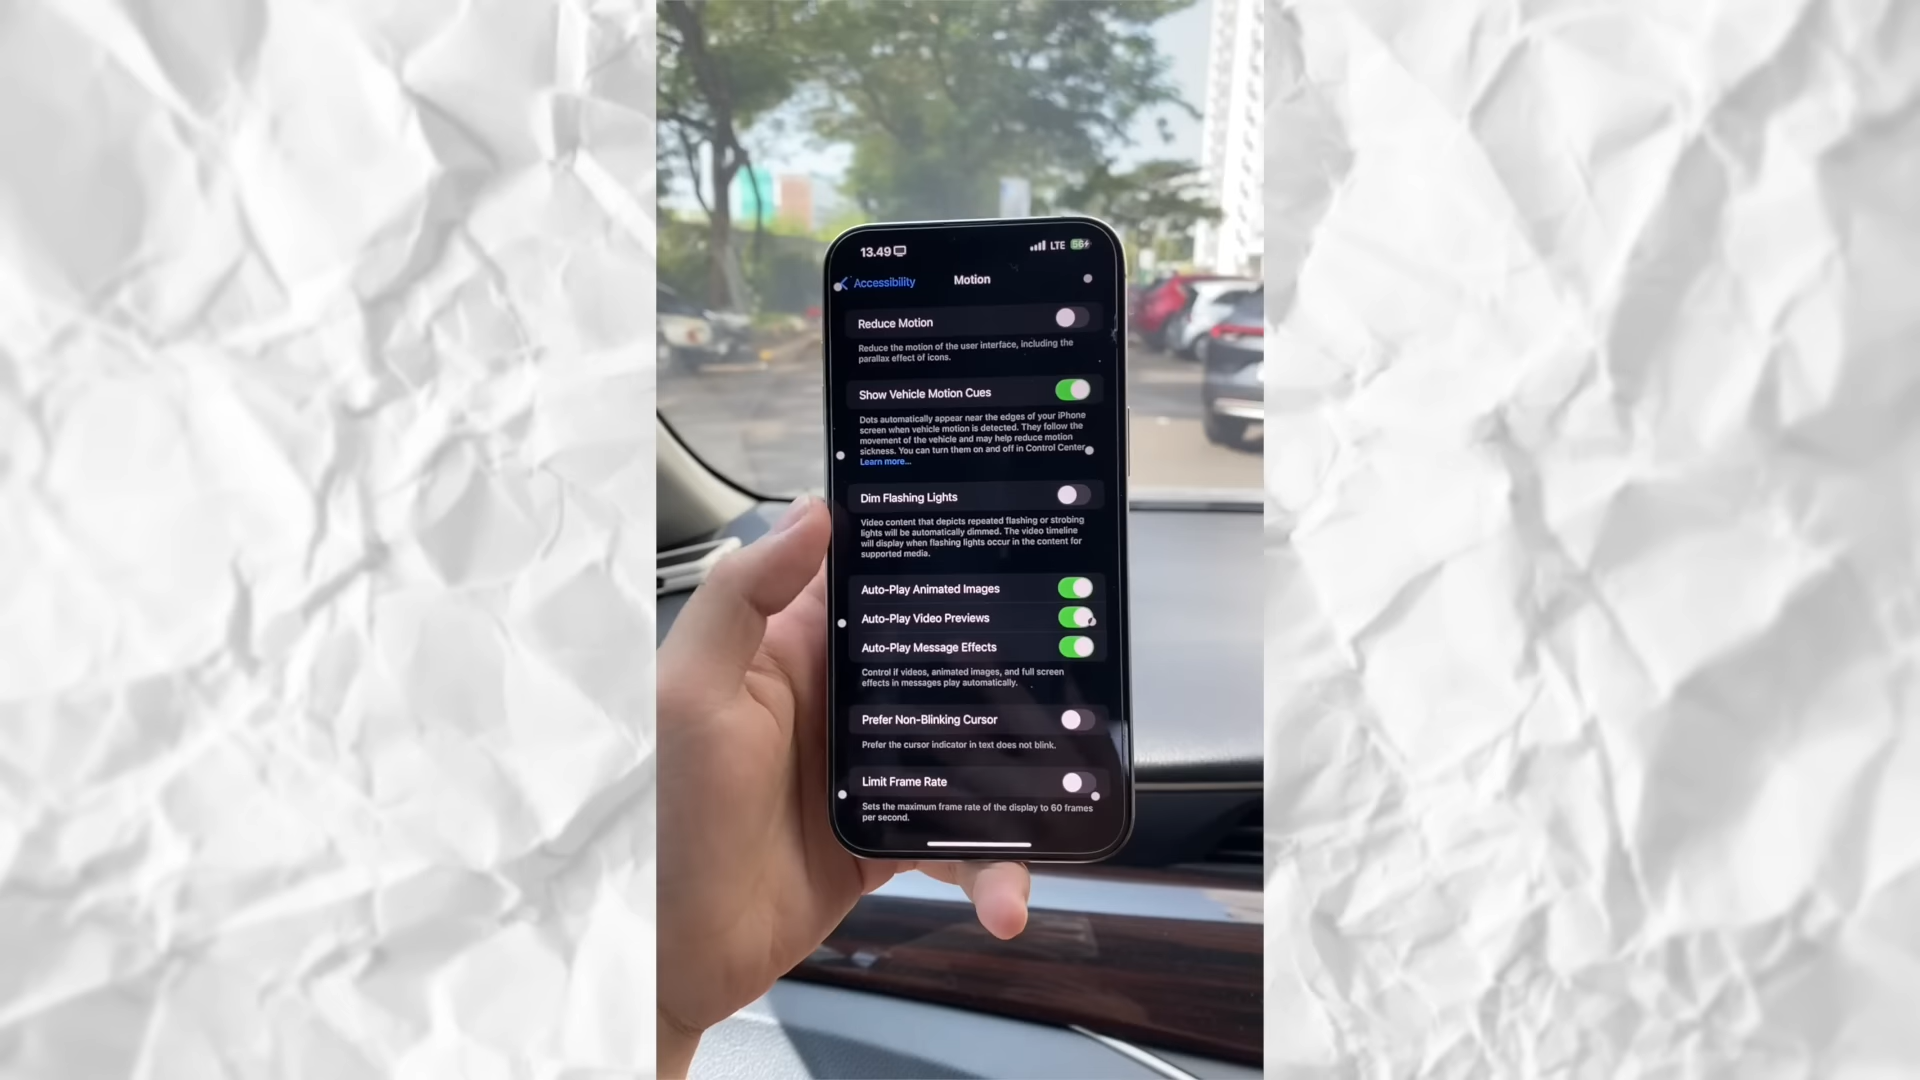 13.49
LTE 56
Accessibility
Motion
Reduce Motion
Reduce the motion of the user interface, including the
parallax effect of icons.
Show Vehicle Motion Cues
Dots automatically appear near the edges of your iPhone
screen when vehicle motion is detected. They follow the
movement of the vehicle and may help reduce motion
sickness. You can turn them on and off in Control Center.
Learn more...
Dim Flashing Lights
Video content that depicts repeated flashing or strobing
lights will be automatically dimmed. The video timeline
will display when flashing lights occur in the content for
supported media.
Auto-Play Animated Images
Auto-Play Video Previews
Auto-Play Message Effects
Control if videos, animated images, and full screen
effects in messages play automatically.
Prefer Non-Blinking Cursor
Prefer the cursor indicator in text does not blink.
Limit Frame Rate
Sets the maximum frame rate of the display to 60 frames
per second.